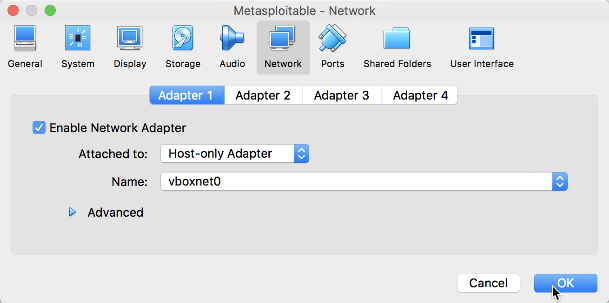 Metasploitable - Network
General System Display Storage Audio Network Ports Shared Folders User Interface
Adapter 1 Adapter 2 Adapter 3 Adapter 4
Enable Network Adapter
Attached to: Host-only Adapter
Name: vboxnet0
Advanced
Cancel OK